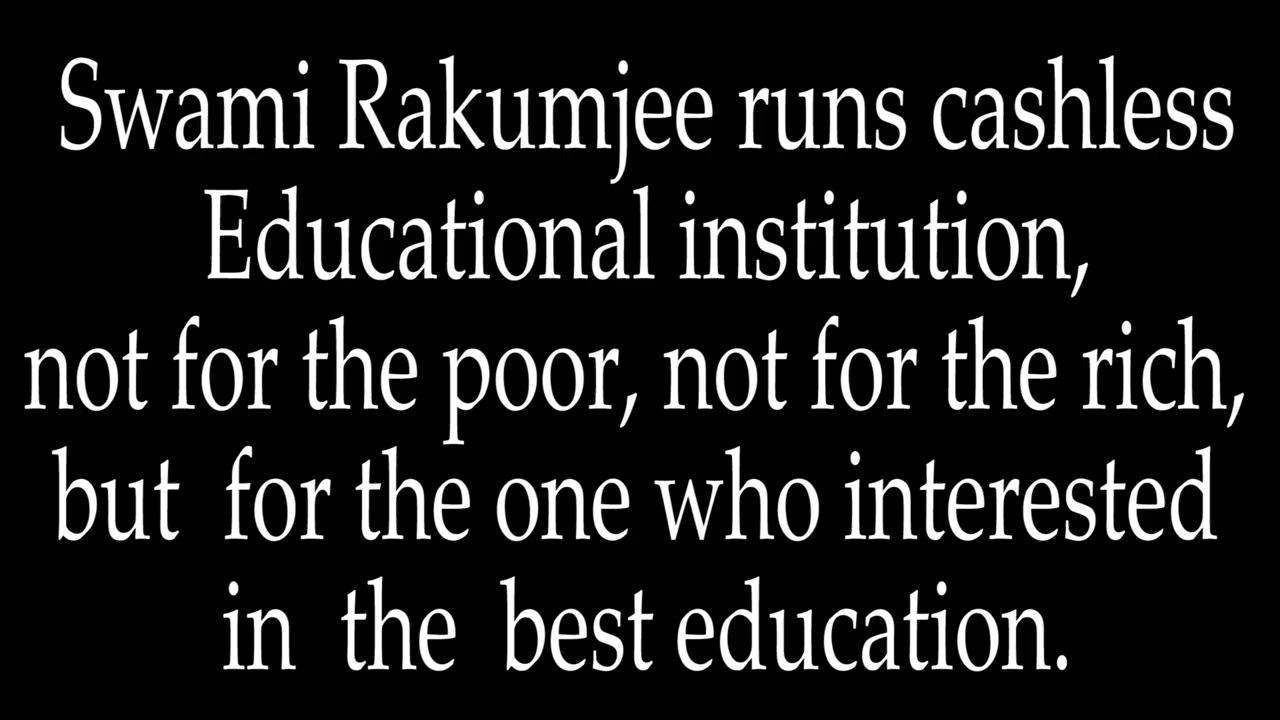 Swami Rakumjee runs cashless
Educational institution,
not for the poor, not for the rich,
but for the one who interested
in the best education.